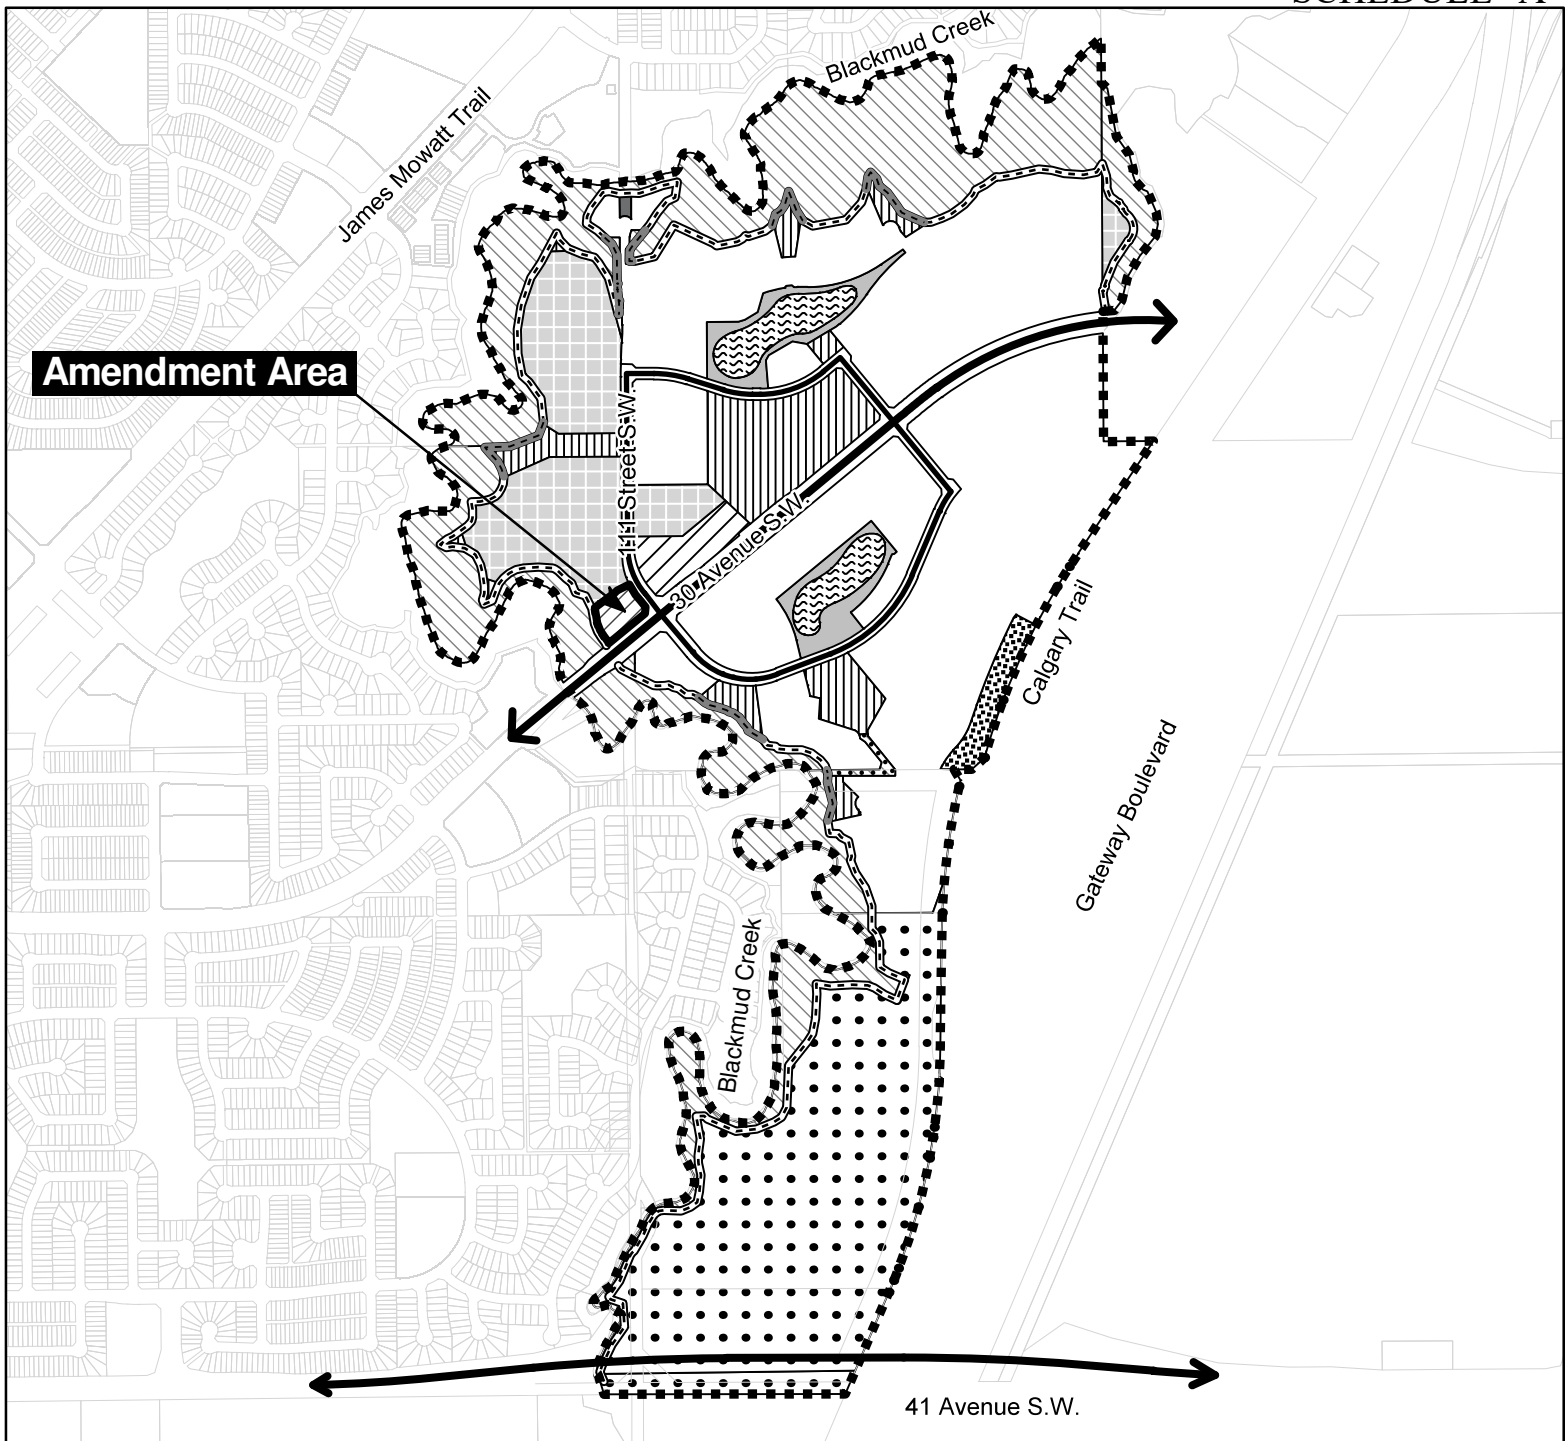 SCHEDULE "A"
Blackmud Creek
James Mowatt Trail
Amendment Area
111 Street S.W.
30 Avenue S.W.
Calgary Trail
Gateway Boulevard
Blackmud Creek
41 Avenue S.W.